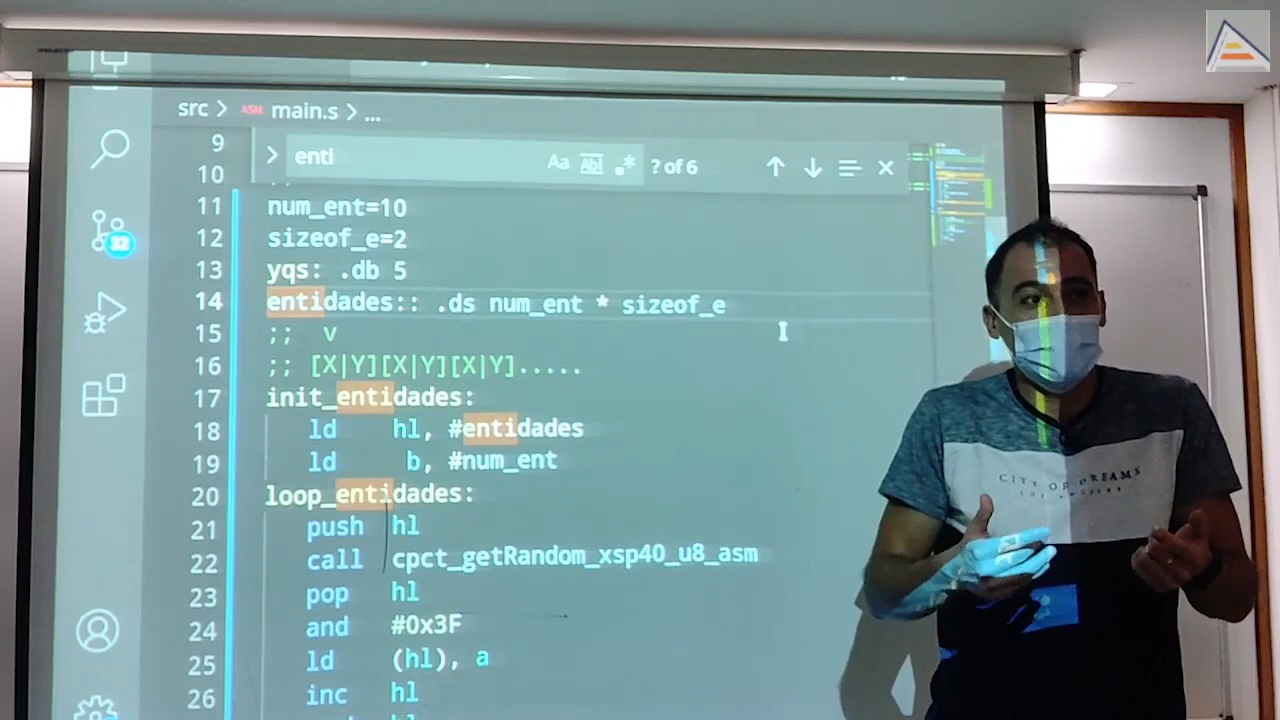 src > ASM main.s > ...
> enti Aa Abl .* ? of 6
9
10 ;;
11 num_ent=10
12 sizeof_e=2
13 yqs: .db 5
14 entidades:: .ds num_ent * sizeof_e
15 ;; v
16 ;; [X|Y][X|Y][X|Y].....
17 init_entidades:
18 ld hl, #entidades
19 ld b, #num_ent
20 loop_entidades:
21 push hl
22 call cpct_getRandom_xsp40_u8_asm
23 pop hl
24 and #0x3F
25 ld (hl), a
26 inc hl
32
CITY OF DREAMS